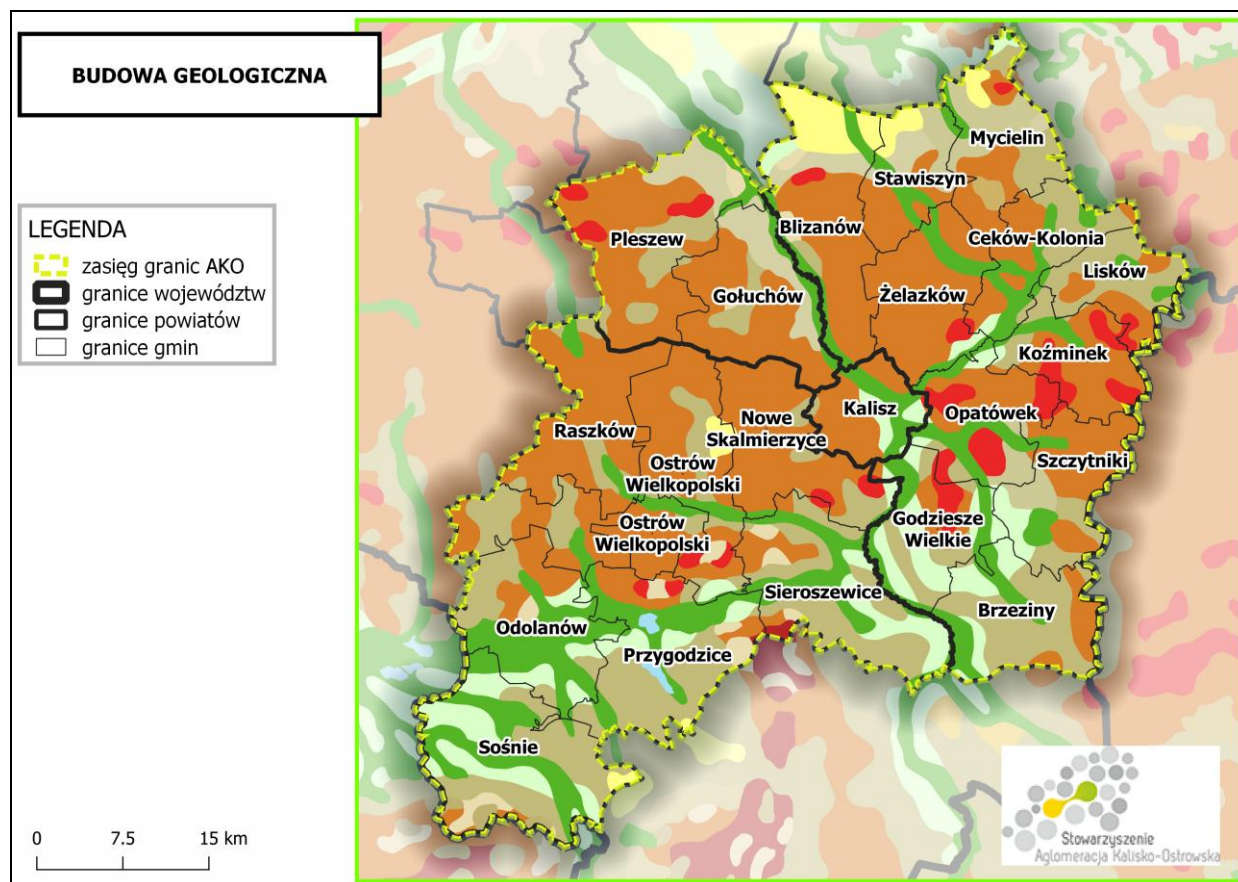 BUDOWA GEOLOGICZNA
LEGENDA
zasięg granic AKO
granice województw
granice powiatów
granice gmin
Mycielin
Stawiszyn
Blizanów
Pleszew
Ceków-Kolonia
Lisków
Gołuchów
Żelazków
Koźminek
Kalisz
Opatówek
Nowe
Skalmierzyce
Raszków
Szczytniki
Ostrów
Wielkopolski
Godziesze
Wielkie
Ostrów
Wielkopolski
Sieroszewice
Brzeziny
Odolanów
Przygodzice
Sośnie
0 7.5 15 km
Stowarzyszenie
Aglomeracja Kalisko-Ostrowska